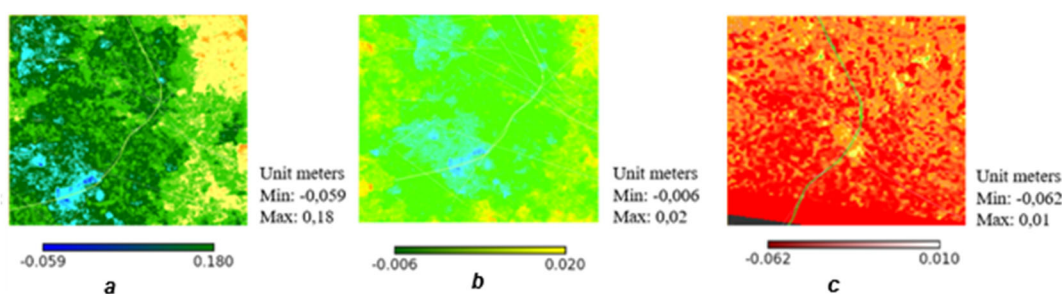 Unit meters
Min: -0,059
Max: 0,18
-0.059 0.180
a
Unit meters
Min: -0,006
Max: 0,02
-0.006 0.020
b
Unit meters
Min: -0,062
Max: 0,01
-0.062 0.010
c